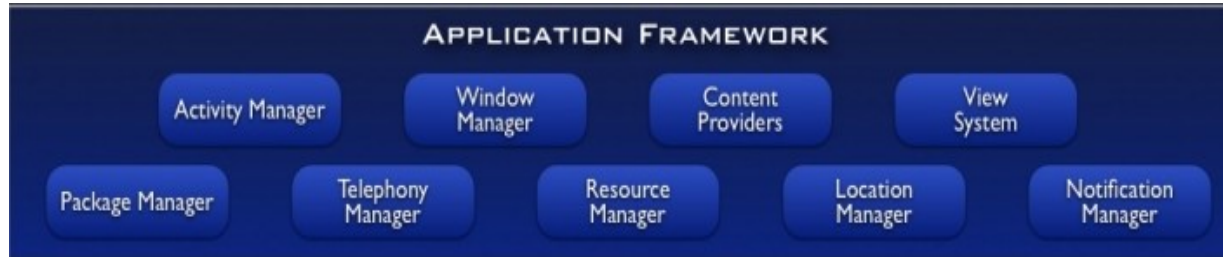 APPLICATION FRAMEWORK
Activity Manager
Window
Manager
Content
Providers
View
System
Package Manager
Telephony
Manager
Resource
Manager
Location
Manager
Notification
Manager